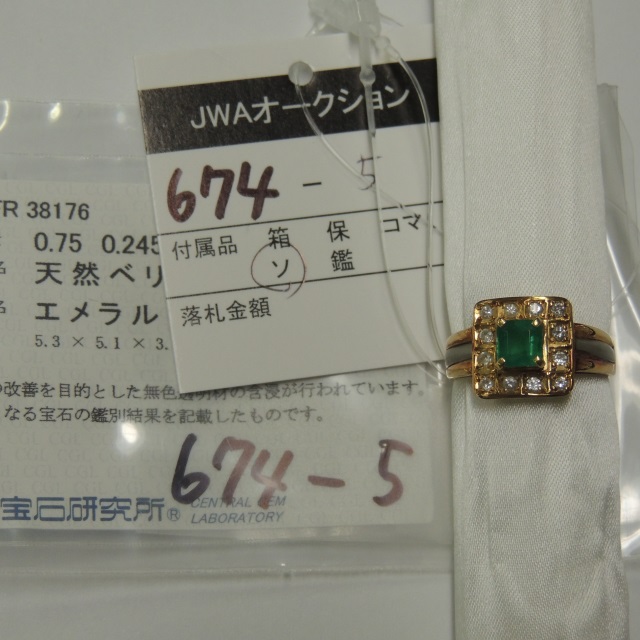 JWAオークション
674 - 5
付属品 箱 保 コマ
ソ 鑑
落札金額
TR 38176
0.75 0.245
天然ベリ
エメラル
5.3 × 5.1 × 3.
改善を目的とした無色
の含浸が行われています。
なる宝石の鑑別結果を記載したものです。
674-5
宝石研究所® CENTRAL GEM
LABORATORY